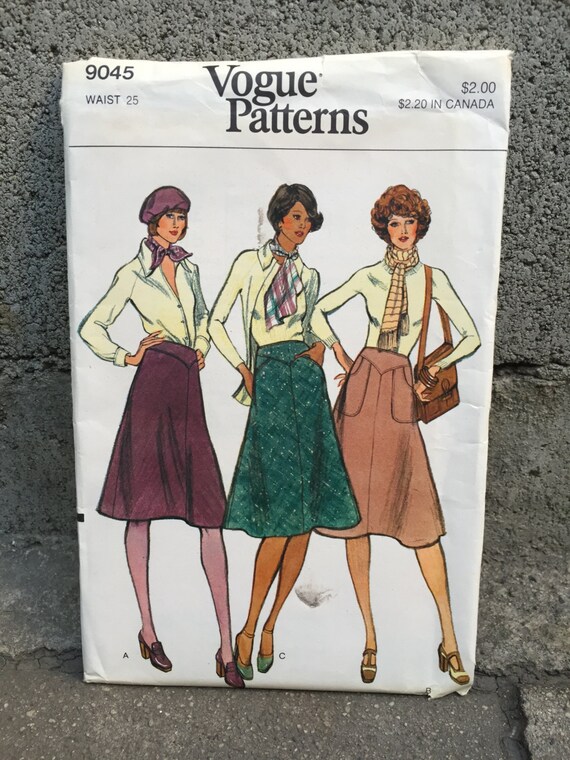 9045
WAIST 25
Vogue
Patterns
$2.00
$2.20 IN CANADA
A
C
B